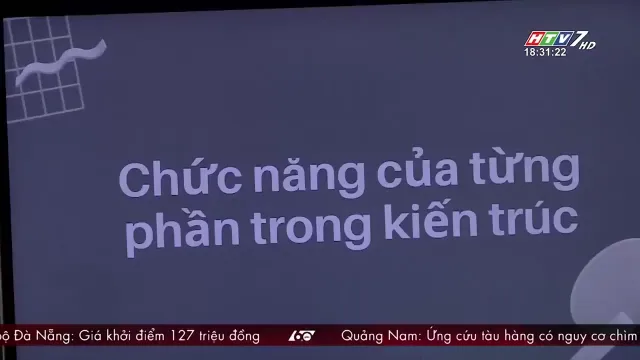 HTV7 HD
18:31:22
Chức năng của từng
phần trong kiến trúc
Đà Nẵng: Giá khởi điểm 127 triệu đồng
Quảng Nam: Ứng cứu tàu hàng có nguy cơ chìm